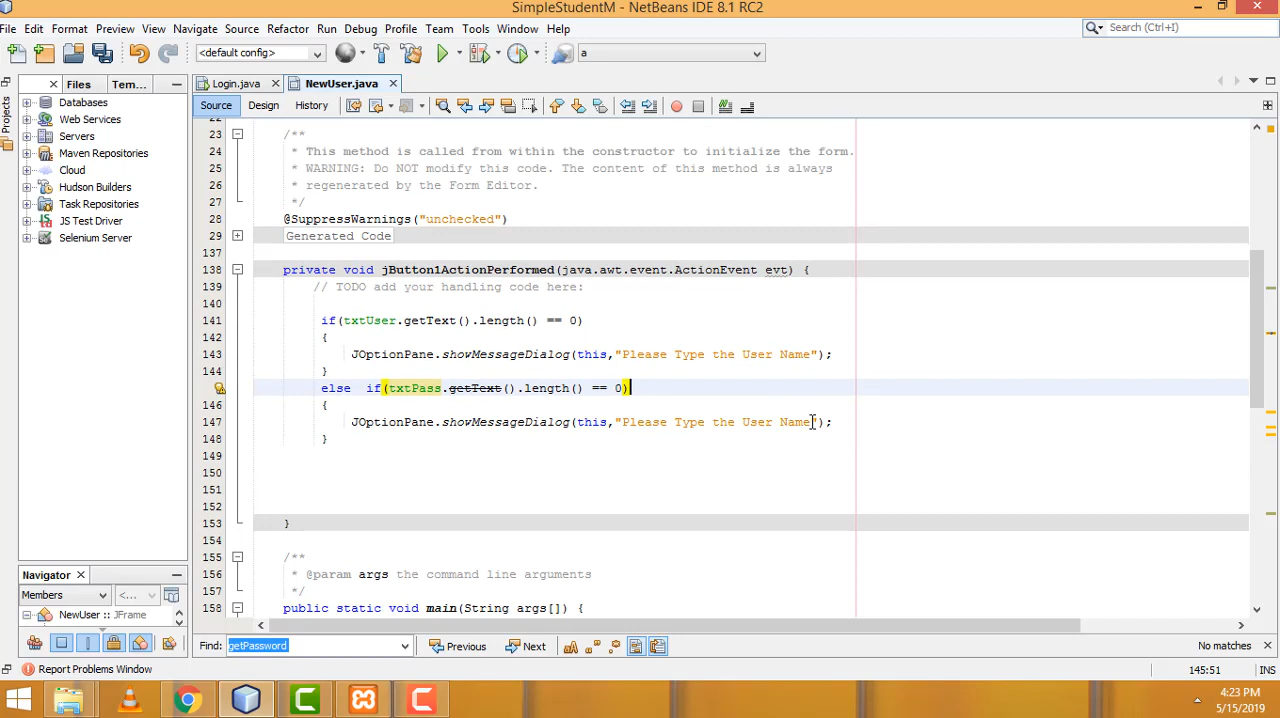 SimpleStudentM - NetBeans IDE 8.1 RC2
File Edit Format Preview View Navigate Source Refactor Run Debug Profile Team Tools Window Help
Search (Ctrl+I)
<default config>
a
Files Tem...
Login.java NewUser.java
Source Design History
Projects
Databases
Web Services
Servers
Maven Repositories
Cloud
Hudson Builders
Task Repositories
JS Test Driver
Selenium Server
23 /**
24 * This method is called from within the constructor to initialize the form.
25 * WARNING: Do NOT modify this code. The content of this method is always
26 * regenerated by the Form Editor.
27 */
28 @SuppressWarnings("unchecked")
29 Generated Code
137
138 private void jButton1ActionPerformed(java.awt.event.ActionEvent evt) {
139 // TODO add your handling code here:
140
141 if(txtUser.getText().length() == 0)
142 {
143 JOptionPane.showMessageDialog(this,"Please Type the User Name");
144 }
else if(txtPass.getText().length() == 0)
146 {
147 JOptionPane.showMessageDialog(this,"Please Type the User Name");
148 }
149
150
151
152
153 }
154
155 /**
156 * @param args the command line arguments
157 */
158 public static void main(String args[]) {
Navigator
Members <...
NewUser :: JFrame
Find: getPassword Previous Next No matches
Report Problems Window 145:51 INS
4:23 PM
5/15/2019